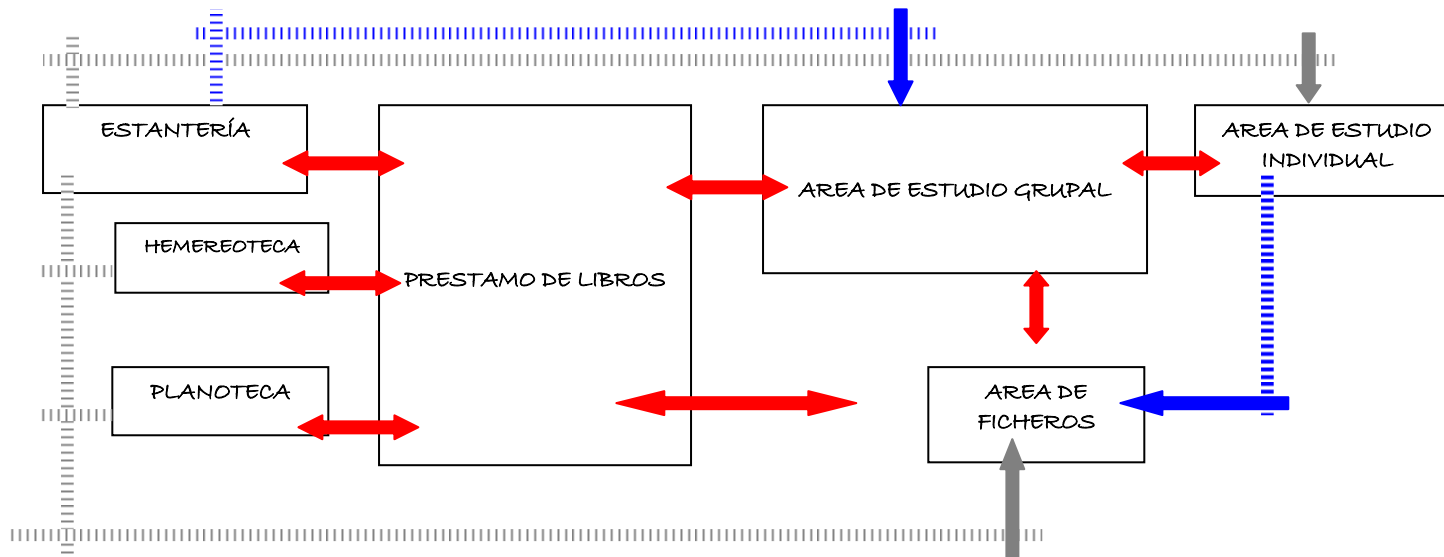 ESTANTERÍA
HEMEREOTECA
PLANOTECA
PRESTAMO DE LIBROS
AREA DE ESTUDIO GRUPAL
AREA DE ESTUDIO
INDIVIDUAL
AREA DE
FICHEROS